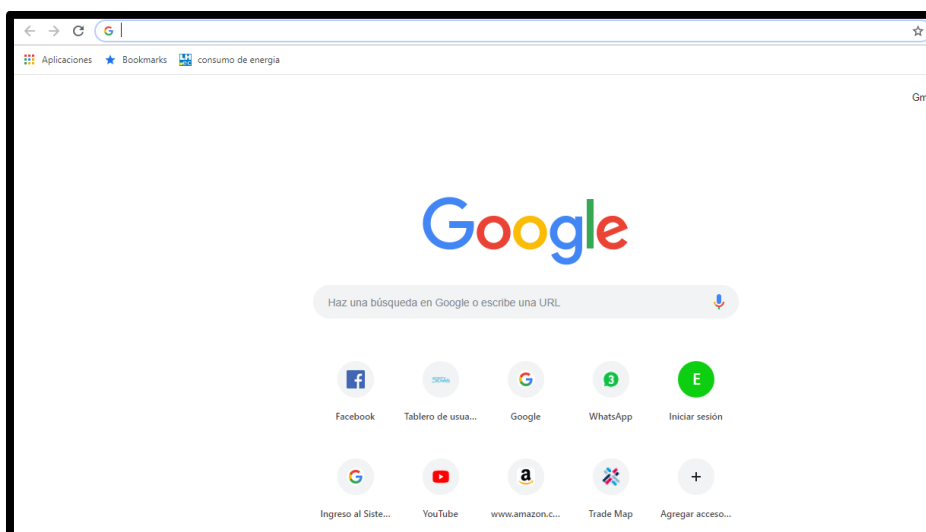 Aplicaciones Bookmarks consumo de energia
Gm
Google
Haz una búsqueda en Google o escribe una URL
3 E
Facebook Tablero de usua... Google WhatsApp Iniciar sesión
Ingreso al Siste... YouTube www.amazon.c... Trade Map Agregar acceso...